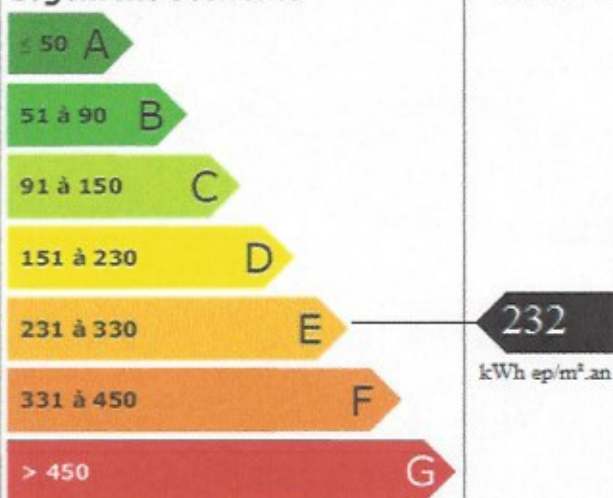 ≤ 50 A
51 à 90 B
91 à 150 C
151 à 230 D
231 à 330 E
232
kWh ep/m².an
331 à 450 F
> 450 G